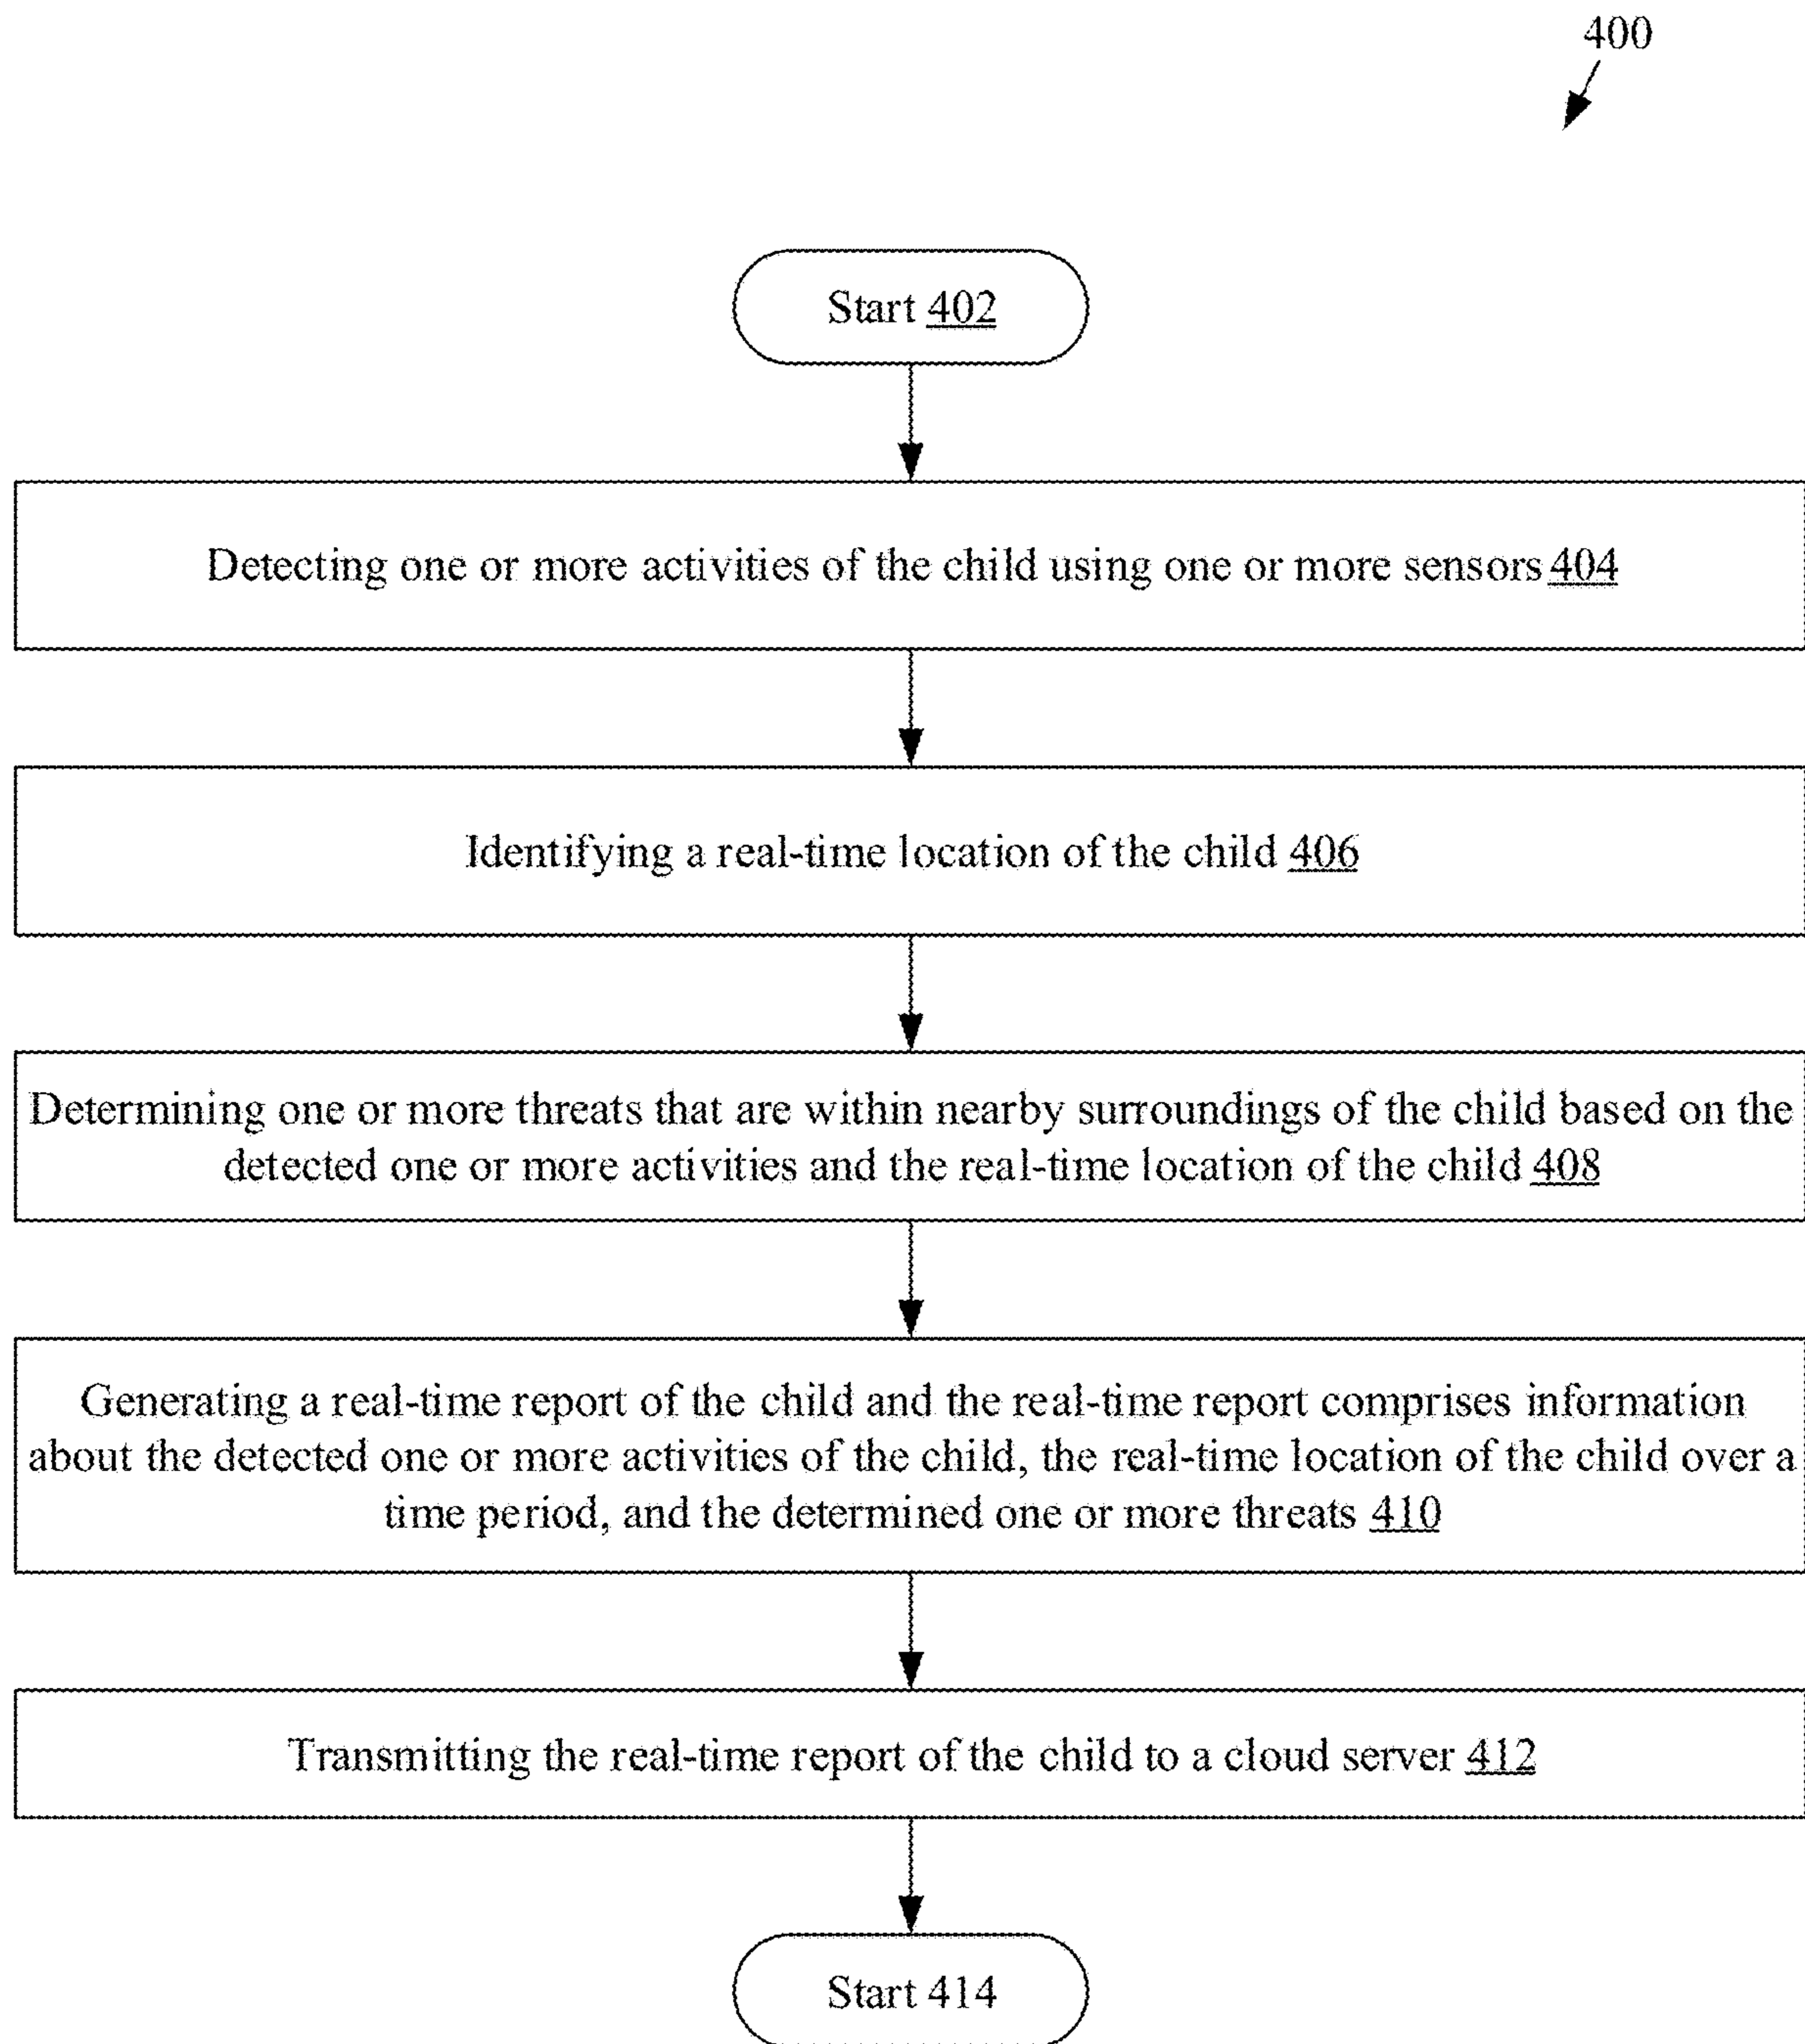 400
Start 402
Detecting one or more activities of the child using one or more sensors 404
Identifying a real-time location of the child 406
Determining one or more threats that are within nearby surroundings of the child based on the
detected one or more activities and the real-time location of the child 408
Generating a real-time report of the child and the real-time report comprises information
about the detected one or more activities of the child, the real-time location of the child over a
time period, and the determined one or more threats 410
Transmitting the real-time report of the child to a cloud server 412
Start 414